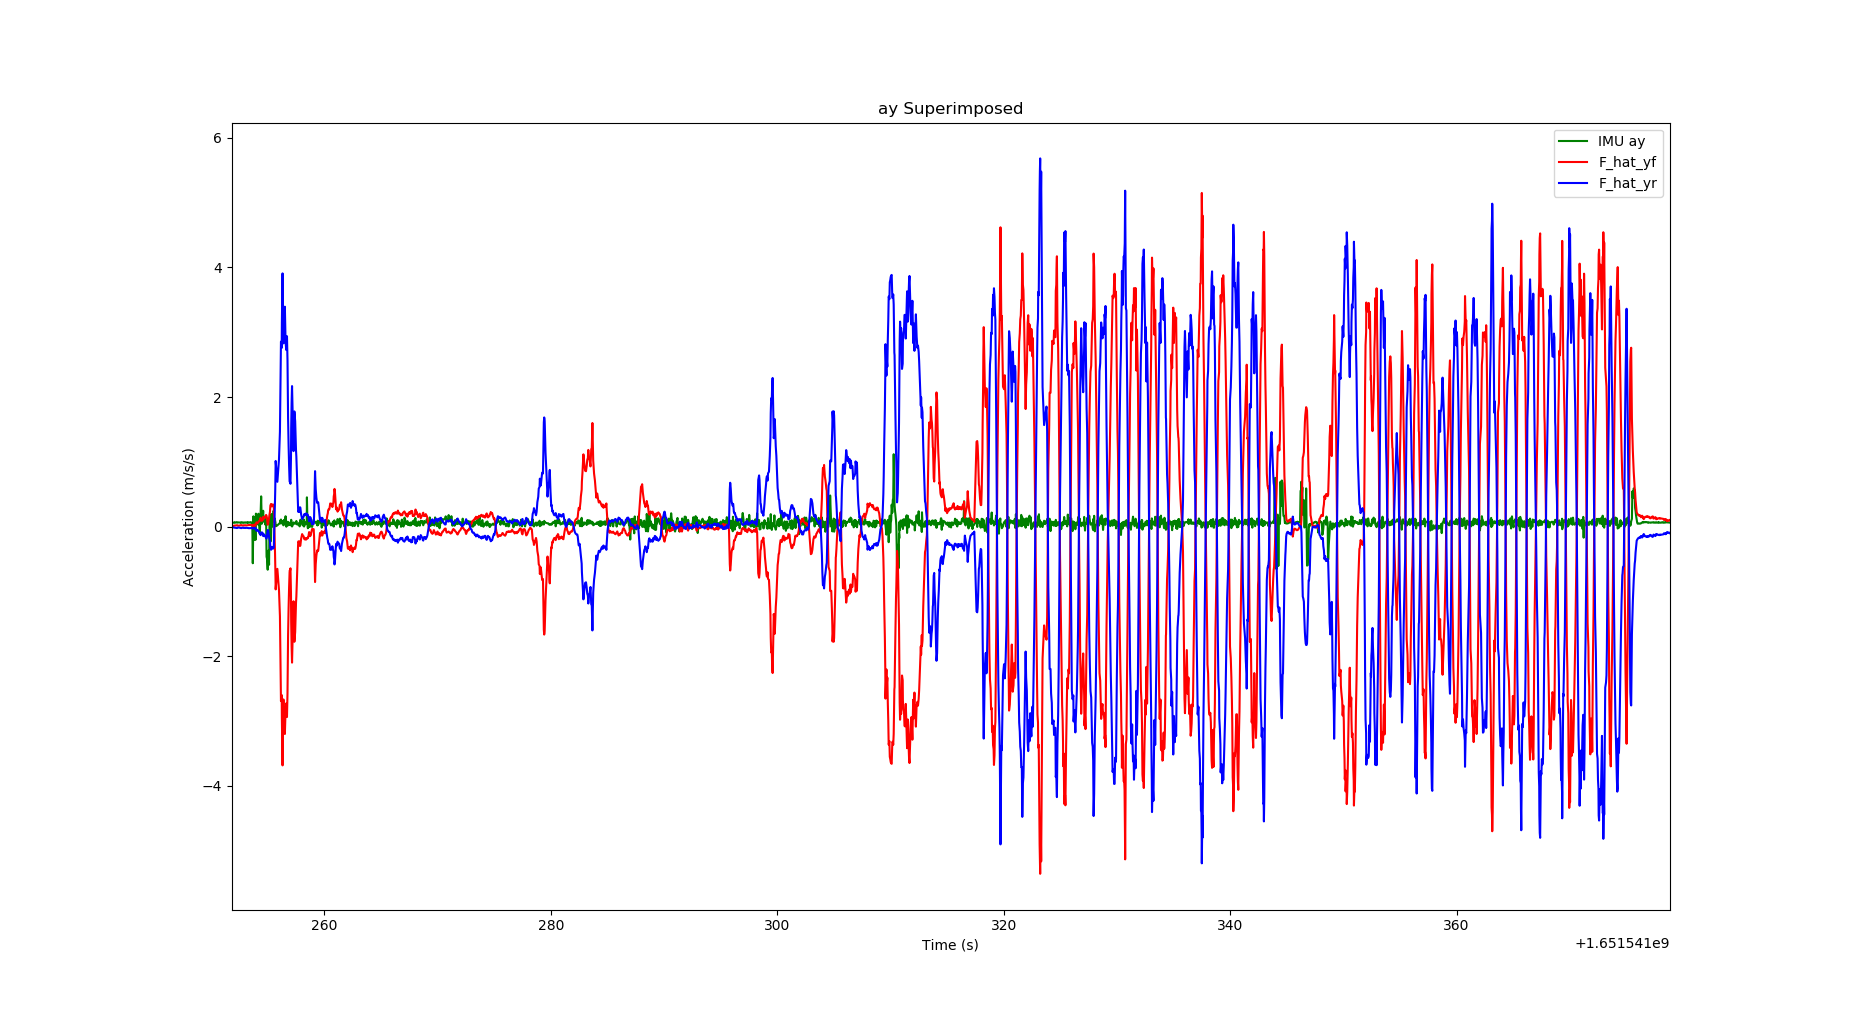 ay Superimposed
IMU ay
F_hat_yf
F_hat_yr
6
4
2
0
−2
−4
Acceleration (m/s/s)
260 280 300 320 340 360
Time (s)
+1.651541e9